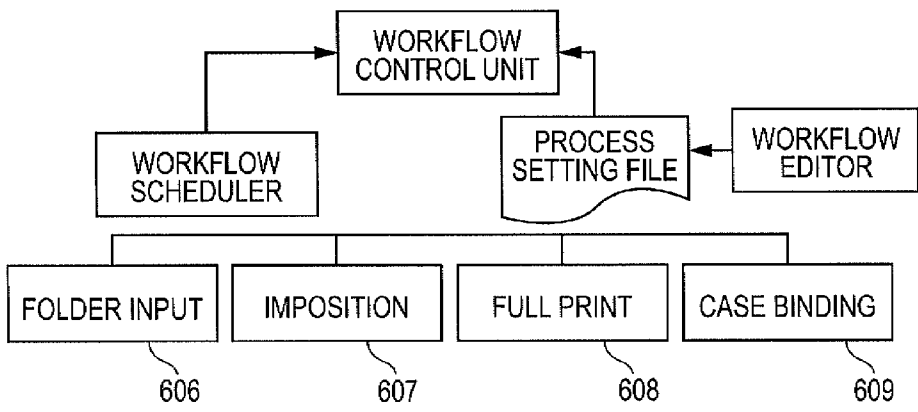 WORKFLOW
CONTROL UNIT
WORKFLOW
SCHEDULER
PROCESS
SETTING FILE
WORKFLOW
EDITOR
FOLDER INPUT
IMPOSITION
FULL PRINT
CASE BINDING
606
607
608
609